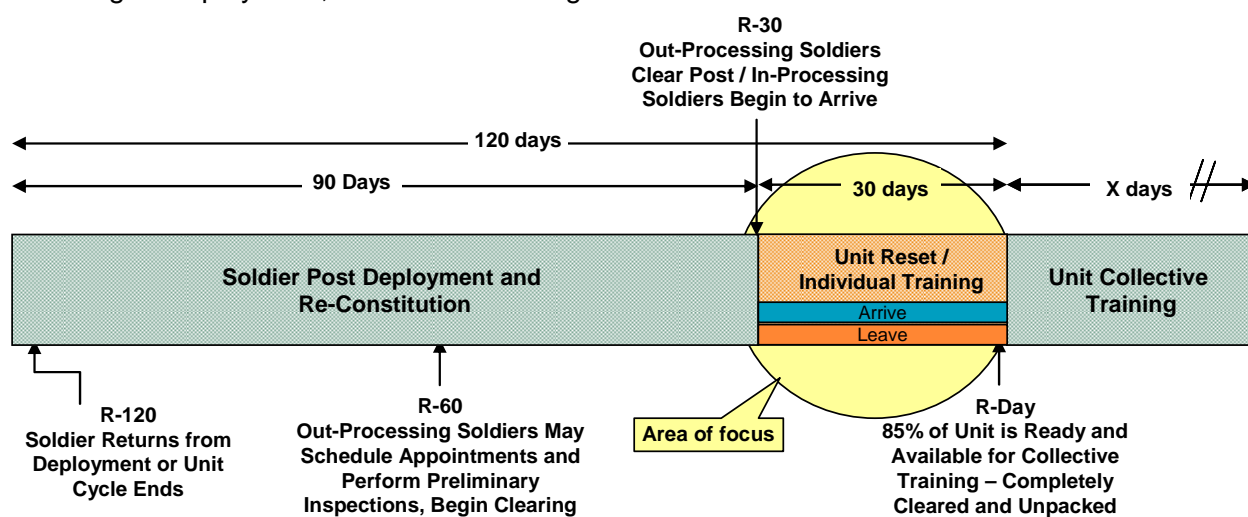 R-30
Out-Processing Soldiers
Clear Post / In-Processing
Soldiers Begin to Arrive
120 days
90 Days
30 days
X days
Soldier Post Deployment and
Re-Constitution
Unit Reset /
Individual Training
Arrive
Leave
Unit Collective
Training
R-120
Soldier Returns from
Deployment or Unit
Cycle Ends
R-60
Out-Processing Soldiers May
Schedule Appointments and
Perform Preliminary
Inspections, Begin Clearing
Area of focus
R-Day
85% of Unit is Ready and
Available for Collective
Training – Completely
Cleared and Unpacked